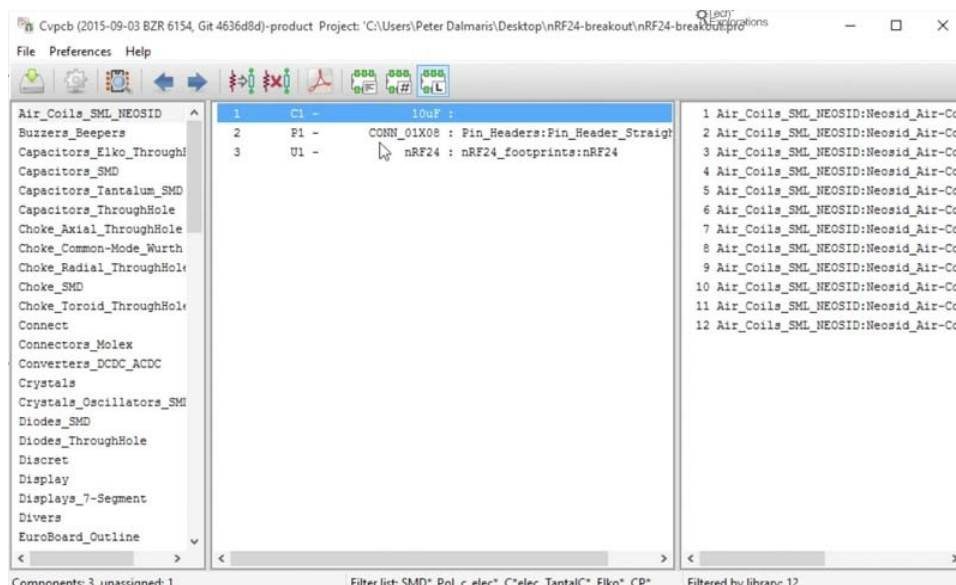 Tech
Explorations
Cvpcb (2015-09-03 BZR 6154, Git 4636d8d)-product Project: 'C:\Users\Peter Dalmaris\Desktop\nRF24-breakout\nRF24-breakout.pro'
File Preferences Help
Air_Coils_SML_NEOSID
Buzzers_Beepers
Capacitors_Elko_Through
Capacitors_SMD
Capacitors_Tantalum_SMD
Capacitors_ThroughHole
Choke_Axial_ThroughHole
Choke_Common-Mode_Wurth
Choke_Radial_ThroughHole
Choke_SMD
Choke_Toroid_ThroughHole
Connect
Connectors_Molex
Converters_DCDC_ACDC
Crystals
Crystals_Oscillators_SMD
Diodes_SMD
Diodes_ThroughHole
Discret
Display
Displays_7-Segment
Divers
EuroBoard_Outline
1 C1 - 10uF :
2 P1 - CONN_01X08 : Pin_Headers:Pin_Header_Straigh
3 U1 - nRF24 : nRF24_footprints:nRF24
1 Air_Coils_SML_NEOSID:Neosid_Air-Co
2 Air_Coils_SML_NEOSID:Neosid_Air-Co
3 Air_Coils_SML_NEOSID:Neosid_Air-Co
4 Air_Coils_SML_NEOSID:Neosid_Air-Co
5 Air_Coils_SML_NEOSID:Neosid_Air-Co
6 Air_Coils_SML_NEOSID:Neosid_Air-Co
7 Air_Coils_SML_NEOSID:Neosid_Air-Co
8 Air_Coils_SML_NEOSID:Neosid_Air-Co
9 Air_Coils_SML_NEOSID:Neosid_Air-Co
10 Air_Coils_SML_NEOSID:Neosid_Air-Co
11 Air_Coils_SML_NEOSID:Neosid_Air-Co
12 Air_Coils_SML_NEOSID:Neosid_Air-Co
Components: 3, unassigned: 1
Filter list: SMD*, Pol, c_elec*, C*elec, TantalC*, Elko*, CP*
Filtered by library: 12